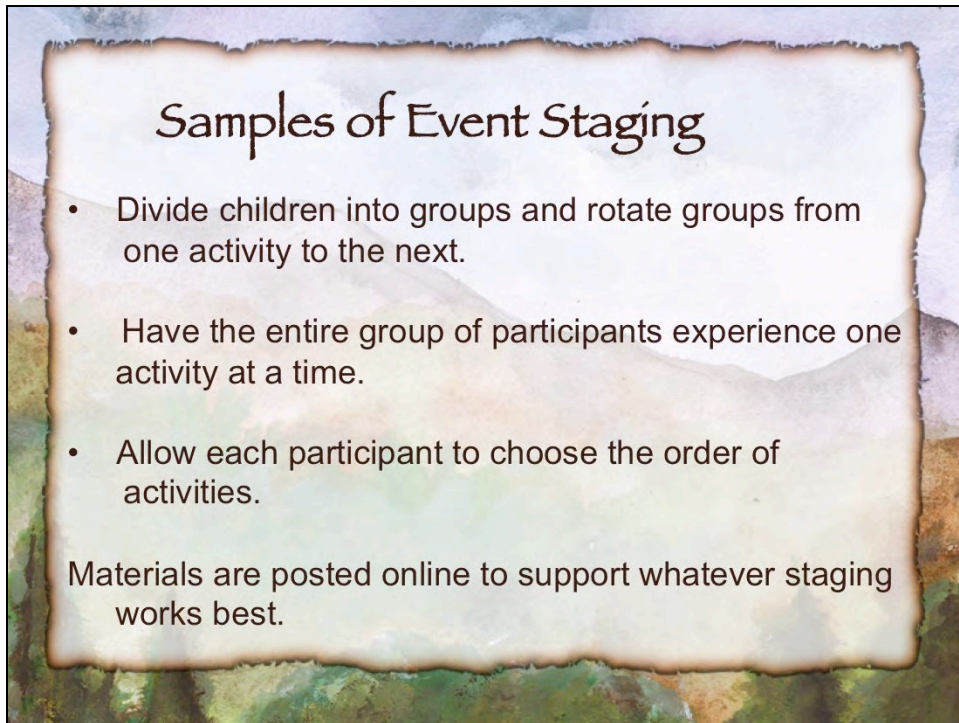 Samples of Event Staging
• Divide children into groups and rotate groups from
one activity to the next.
• Have the entire group of participants experience one
activity at a time.
• Allow each participant to choose the order of
activities.
Materials are posted online to support whatever staging
works best.